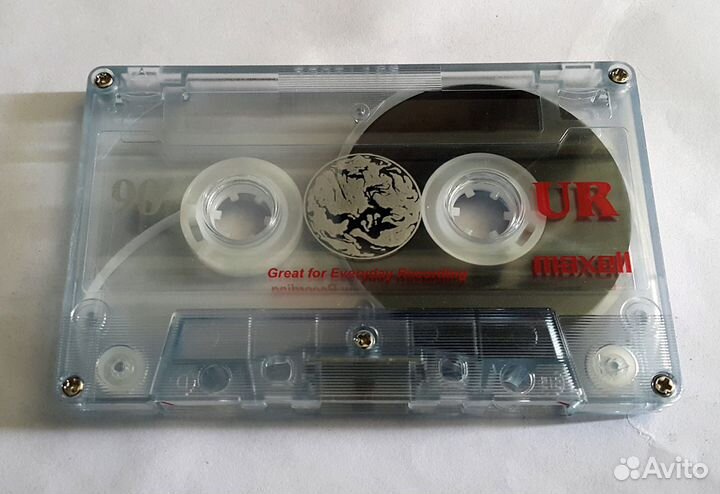 90
UR
maxell
Great for Everyday Recording
Avito